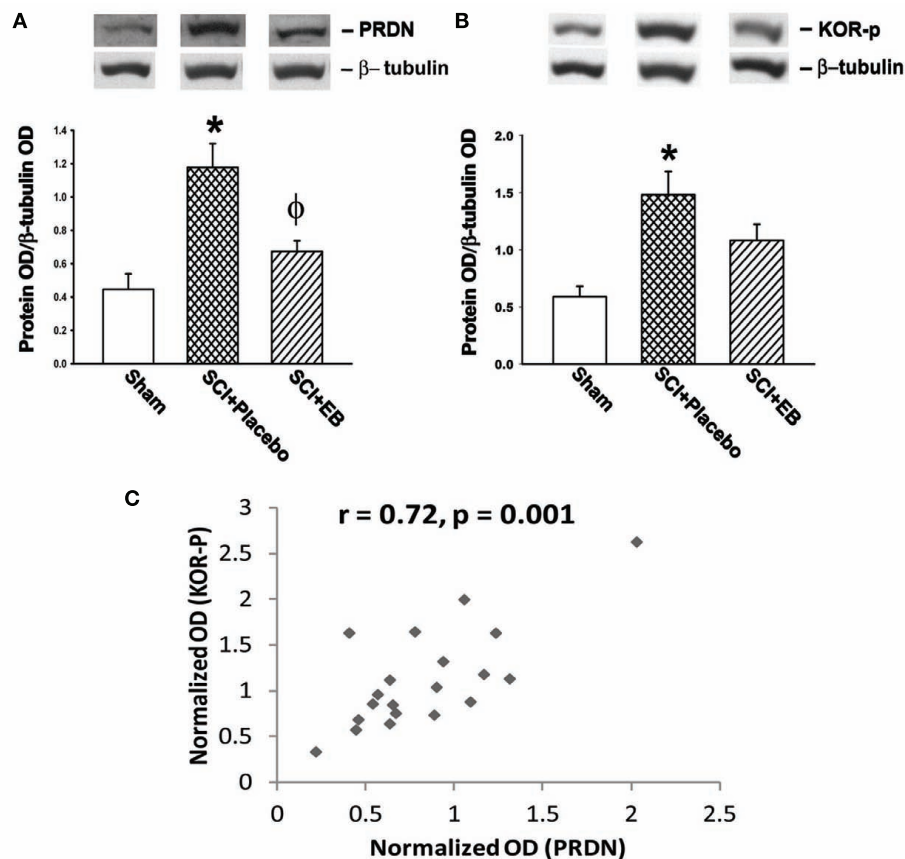 A
– PRDN
– β– tubulin
Protein OD/β-tubulin OD
1.4
1.2
1.0
0.8
0.6
0.4
0.2
0.0
*
ϕ
Sham
SCI+Placebo
SCI+EB
B
– KOR-p
– β–tubulin
Protein OD/β-tubulin OD
2.0
1.5
1.0
0.5
0.0
*
Sham
SCI+Placebo
SCI+EB
C
r = 0.72, p = 0.001
Normalized OD (KOR-P)
3
2.5
2
1.5
1
0.5
0
0 0.5 1 1.5 2 2.5
Normalized OD (PRDN)